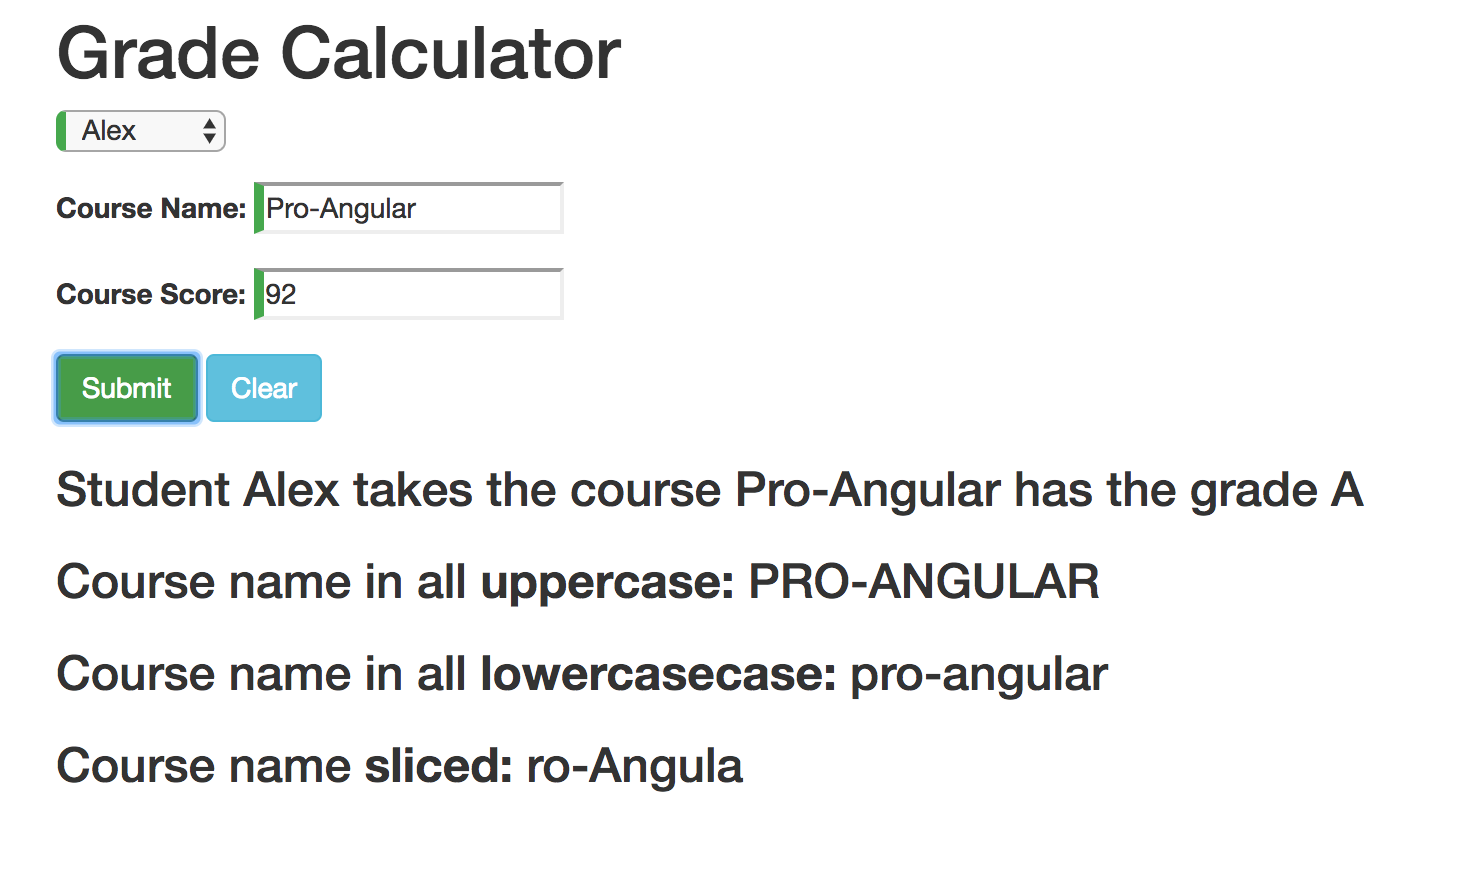 Grade Calculator
Alex
Course Name: Pro-Angular
Course Score: 92
Submit Clear
Student Alex takes the course Pro-Angular has the grade A
Course name in all uppercase: PRO-ANGULAR
Course name in all lowercasecase: pro-angular
Course name sliced: ro-Angula